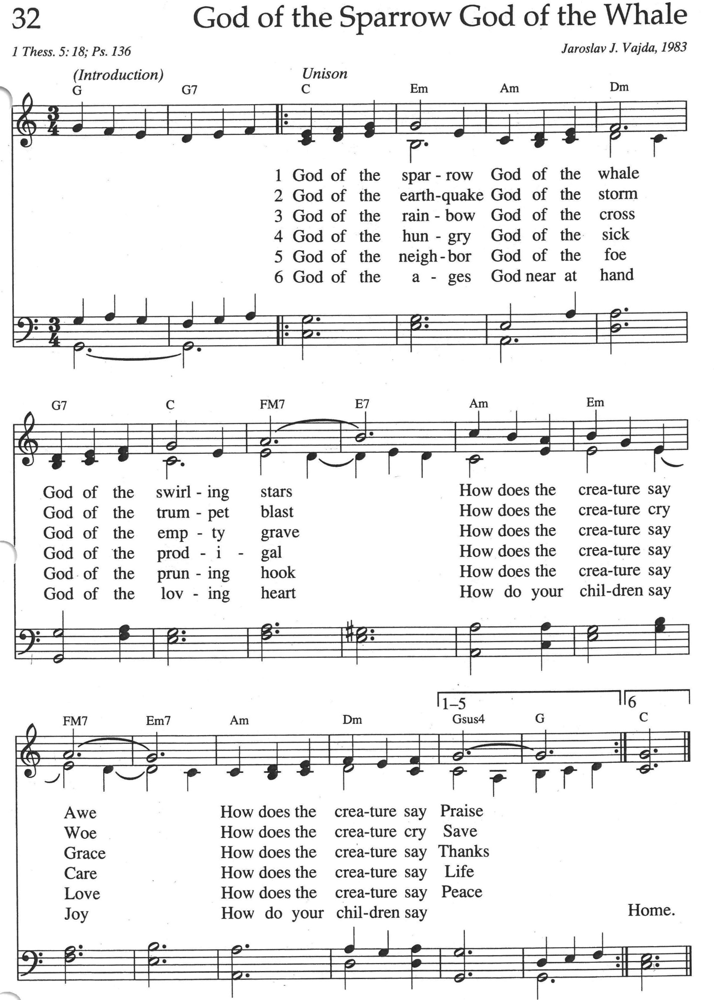 32 God of the Sparrow God of the Whale
1 Thess. 5:18; Ps. 136 Jaroslav J. Vajda, 1983
(Introduction) Unison
G G7 C Em Am Dm
3 4
1 God of the spar - row God of the whale
2 God of the earth-quake God of the storm
3 God of the rain - bow God of the cross
4 God of the hun - gry God of the sick
5 God of the neigh - bor God of the foe
6 God of the a - ges God near at hand
3 4
G7 C FM7 E7 Am Em
God of the swirl - ing stars How does the crea-ture say
God of the trum - pet blast How does the crea-ture cry
God of the emp - ty grave How does the crea-ture say
God of the prod - i - gal How does the crea-ture say
God of the prun - ing hook How does the crea-ture say
God of the lov - ing heart How do your chil-dren say
1–5 6
FM7 Em7 Am Dm Gsus4 G C
Awe How does the crea-ture say Praise
Woe How does the crea-ture cry Save
Grace How does the crea-ture say Thanks
Care How does the crea-ture say Life
Love How does the crea-ture say Peace
Joy How do your chil-dren say Home.